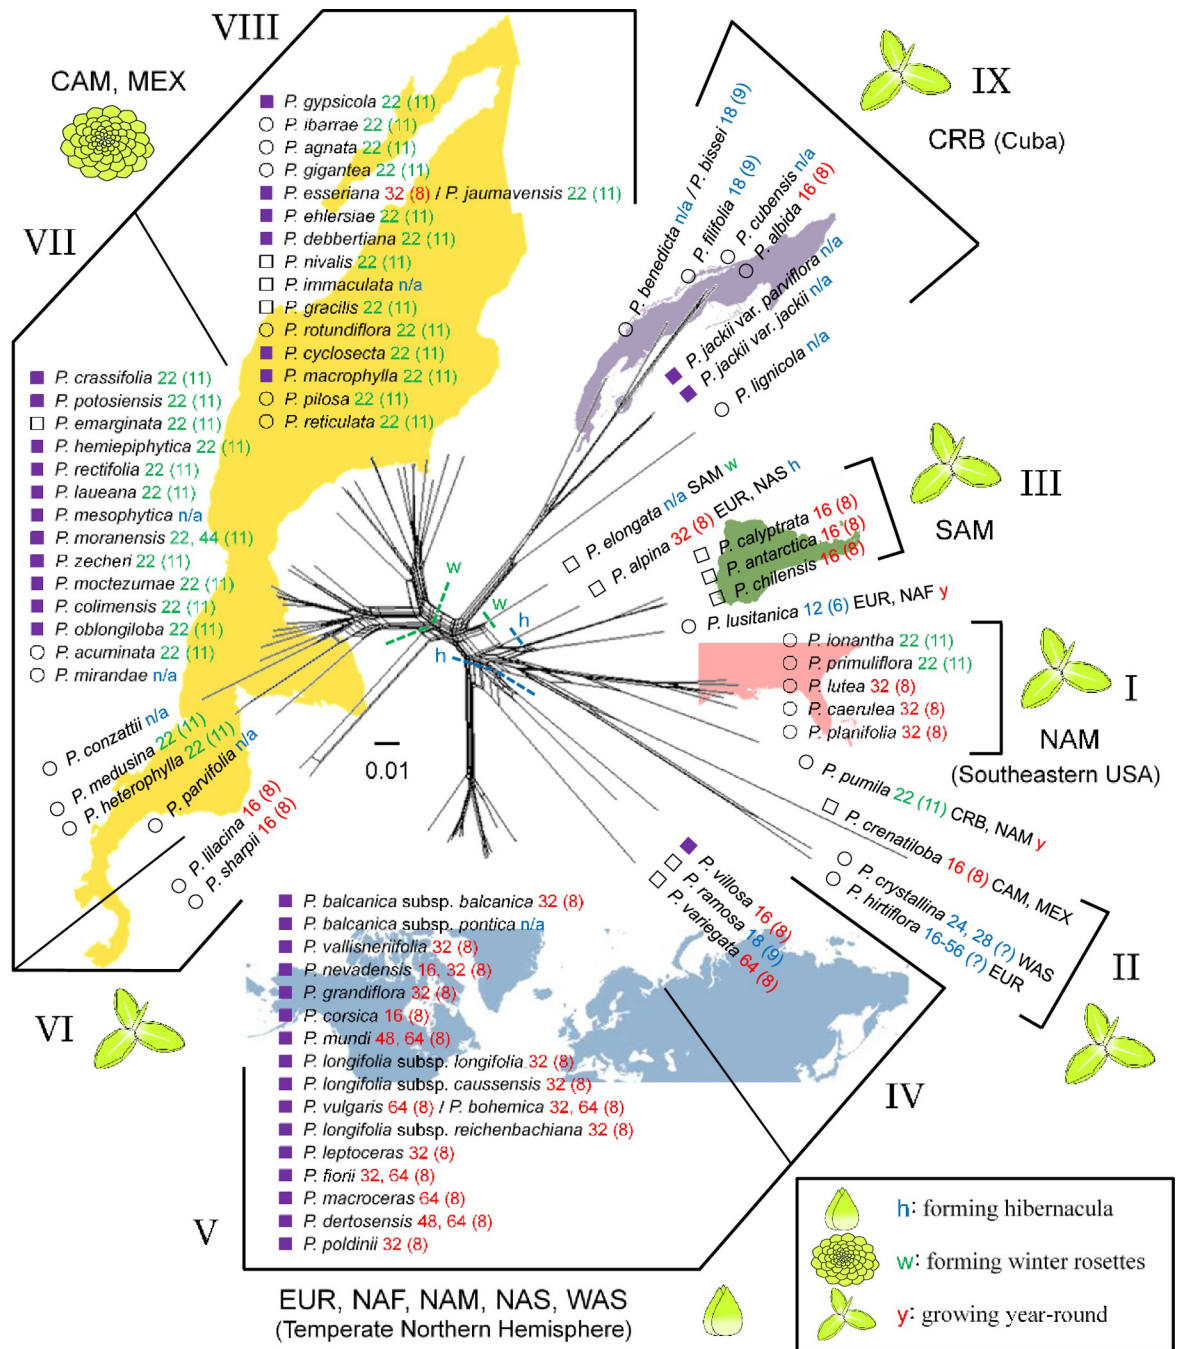 VIII
CAM, MEX
VII
P. gypsicola 22 (11)
P. ibarrae 22 (11)
P. agnata 22 (11)
P. gigantea 22 (11)
P. esseriana 32 (8) / P. jaumavensis 22 (11)
P. ehlersiae 22 (11)
P. debbertiana 22 (11)
P. nivalis 22 (11)
P. immaculata n/a
P. gracilis 22 (11)
P. rotundiflora 22 (11)
P. cyclosecta 22 (11)
P. macrophylla 22 (11)
P. pilosa 22 (11)
P. reticulata 22 (11)
P. crassifolia 22 (11)
P. potosiensis 22 (11)
P. emarginata 22 (11)
P. hemiepiphytica 22 (11)
P. rectifolia 22 (11)
P. laueana 22 (11)
P. mesophytica n/a
P. moranensis 22, 44 (11)
P. zecheri 22 (11)
P. moctezumae 22 (11)
P. colimensis 22 (11)
P. oblongiloba 22 (11)
P. acuminata 22 (11)
P. mirandae n/a
P. conzattii n/a
P. medusina 22 (11)
P. heterophylla 22 (11)
P. parvifolia n/a
P. lilacina 16 (8)
P. sharpii 16 (8)
VI
IX
CRB (Cuba)
P. benedicta n/a / P. bissei 18 (9)
P. filifolia 18 (9)
P. cubensis n/a
P. albida 16 (8)
P. jackii var. parviflora n/a
P. jackii var. jackii n/a
P. lignicola n/a
P. elongata n/a SAM w
P. alpina 32 (8) EUR, NAS h
III
SAM
P. calyptrata 16 (8)
P. antarctica 16 (8)
P. chilensis 16 (8)
P. lusitanica 12 (6) EUR, NAF y
P. ionantha 22 (11)
P. primuliflora 22 (11)
P. lutea 32 (8)
P. caerulea 32 (8)
P. planifolia 32 (8)
I
NAM
(Southeastern USA)
P. pumila 22 (11) CRB, NAM y
P. crenatiloba 16 (8) CAM, MEX
P. crystallina 24, 28 (?) WAS
P. hirtiflora 16-56 (?) EUR
II
w
w
h
h
0.01
P. villosa 16 (8)
P. ramosa 18 (9)
P. variegata 64 (8)
IV
P. balcanica subsp. balcanica 32 (8)
P. balcanica subsp. pontica n/a
P. vallisneriifolia 32 (8)
P. nevadensis 16, 32 (8)
P. grandiflora 32 (8)
P. corsica 16 (8)
P. mundi 48, 64 (8)
P. longifolia subsp. longifolia 32 (8)
P. longifolia subsp. caussensis 32 (8)
P. vulgaris 64 (8) / P. bohemica 32, 64 (8)
P. longifolia subsp. reichenbachiana 32 (8)
P. leptoceras 32 (8)
P. fiorii 32, 64 (8)
P. macroceras 64 (8)
P. dertosensis 48, 64 (8)
P. poldinii 32 (8)
V
EUR, NAF, NAM, NAS, WAS
(Temperate Northern Hemisphere)
h: forming hibernacula
w: forming winter rosettes
y: growing year-round